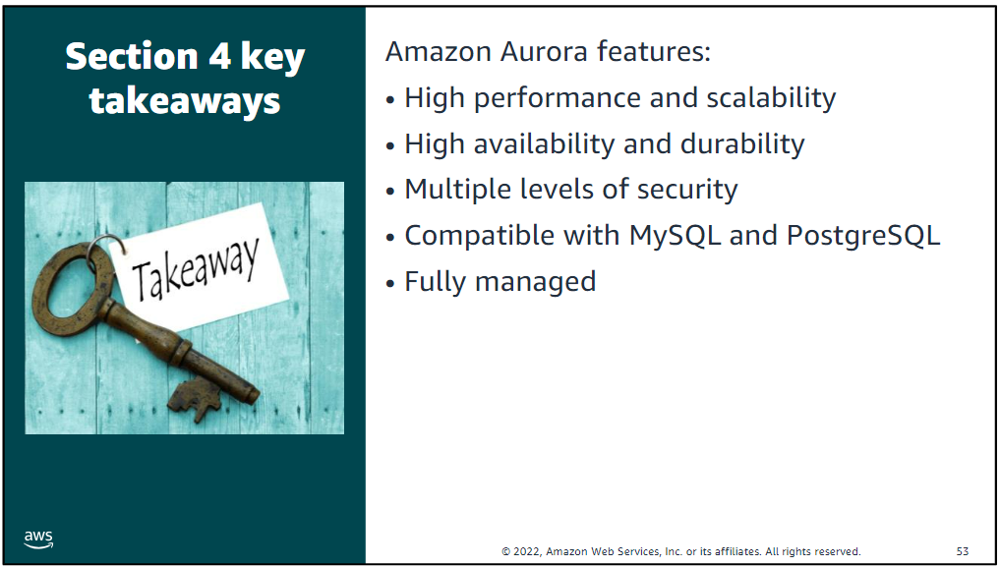 Section 4 key
takeaways
Takeaway
aws
Amazon Aurora features:
• High performance and scalability
• High availability and durability
• Multiple levels of security
• Compatible with MySQL and PostgreSQL
• Fully managed
© 2022, Amazon Web Services, Inc. or its affiliates. All rights reserved.
53